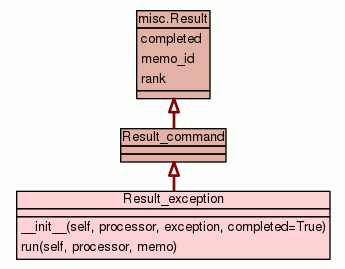 misc.Result
completed
memo_id
rank
Result_command
Result_exception
__init__(self, processor, exception, completed=True)
run(self, processor, memo)